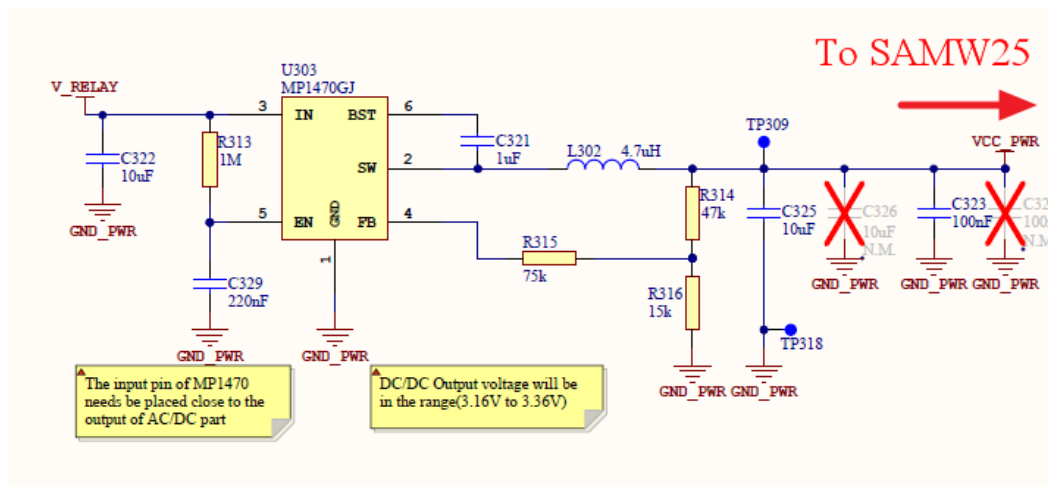 To SAMW25
U303
MP1470GJ
V_RELAY
3
IN
BST
6
R313
1M
C322
10uF
C321
1uF
2
SW
L302
4.7uH
TP309
VCC_PWR
GND_PWR
5
EN
GND
FB
4
1
R314
47k
C325
10uF
C326
10uF
N.M.
C323
100nF
N.M.
R315
75k
C329
220nF
R316
15k
GND_PWR
GND_PWR
GND_PWR
TP318
GND_PWR
GND_PWR
GND_PWR
GND_PWR
The input pin of MP1470
needs be placed close to the
output of AC/DC part
DC/DC Output voltage will be
in the range(3.16V to 3.36V)